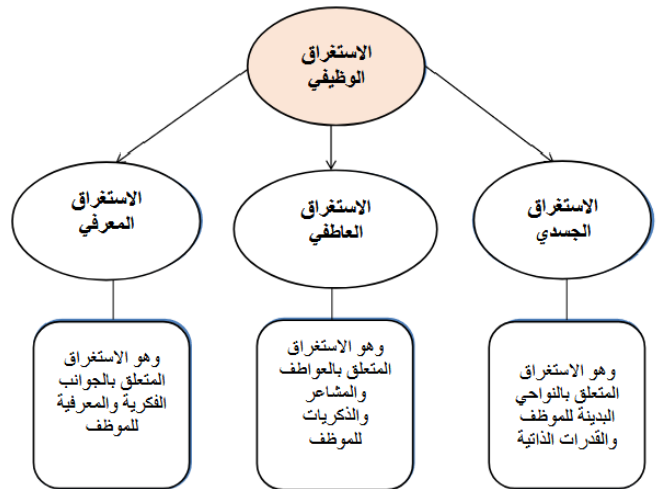 الاستغراق
الوظيفي
الاستغراق
الجسدي
الاستغراق
العاطفي
الاستغراق
المعرفي
وهو الاستغراق
المتعلق بالنواحي
البدينة للموظف
والقدرات الذاتية
وهو الاستغراق
المتعلق بالعواطف
والمشاعر
والذكريات
للموظف
وهو الاستغراق
المتعلق بالجوانب
الفكرية والمعرفية
للموظف